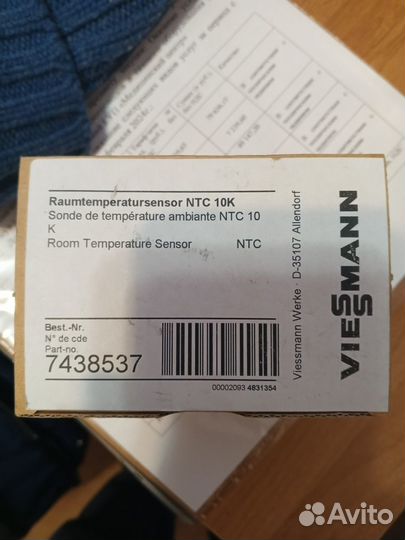 Raumtemperatursensor NTC 10K
Sonde de température ambiante NTC 10
K
Room Temperature Sensor NTC
Best.-Nr.
N° de cde
Part-no.
7438537
00002093 4831354
Viessmann Werke · D-35107 Allendorf
VIESSMANN
Avito